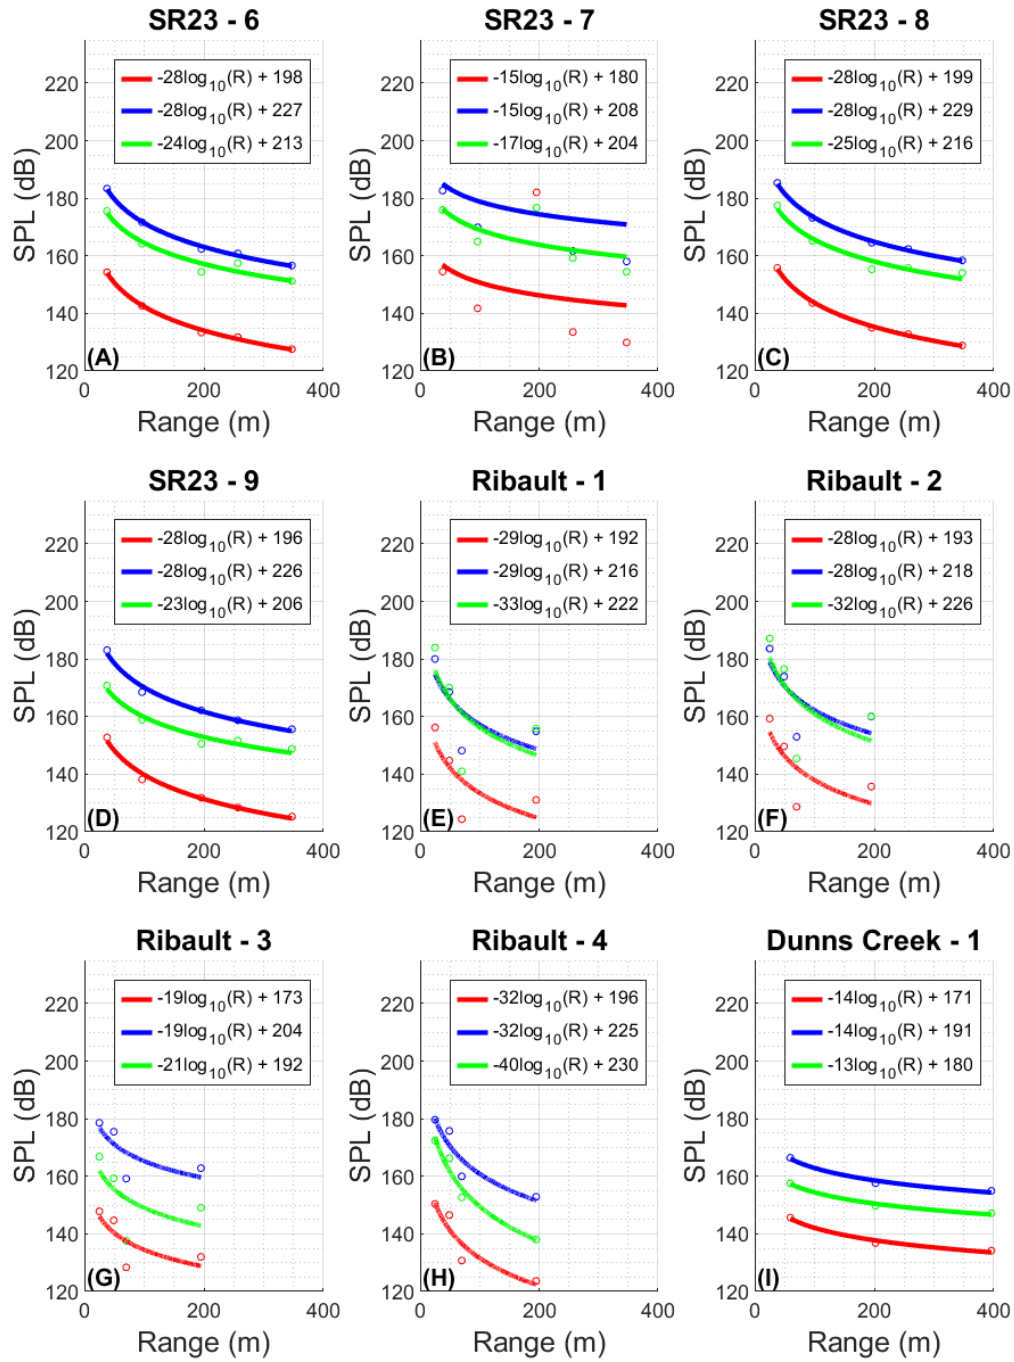 SR23 - 6
SR23 - 7
SR23 - 8
-28log10(R) + 198
-28log10(R) + 227
-24log10(R) + 213
-15log10(R) + 180
-15log10(R) + 208
-17log10(R) + 204
-28log10(R) + 199
-28log10(R) + 229
-25log10(R) + 216
SPL (dB)
220
200
180
160
140
120
(A)
0
200
400
Range (m)
SPL (dB)
220
200
180
160
140
120
(B)
0
200
400
Range (m)
SPL (dB)
220
200
180
160
140
120
(C)
0
200
400
Range (m)
SR23 - 9
Ribault - 1
Ribault - 2
-28log10(R) + 196
-28log10(R) + 226
-23log10(R) + 206
-29log10(R) + 192
-29log10(R) + 216
-33log10(R) + 222
-28log10(R) + 193
-28log10(R) + 218
-32log10(R) + 226
SPL (dB)
220
200
180
160
140
120
(D)
0
200
400
Range (m)
SPL (dB)
220
200
180
160
140
120
(E)
0
200
400
Range (m)
SPL (dB)
220
200
180
160
140
120
(F)
0
200
400
Range (m)
Ribault - 3
Ribault - 4
Dunns Creek - 1
-19log10(R) + 173
-19log10(R) + 204
-21log10(R) + 192
-32log10(R) + 196
-32log10(R) + 225
-40log10(R) + 230
-14log10(R) + 171
-14log10(R) + 191
-13log10(R) + 180
SPL (dB)
220
200
180
160
140
120
(G)
0
200
400
Range (m)
SPL (dB)
220
200
180
160
140
120
(H)
0
200
400
Range (m)
SPL (dB)
220
200
180
160
140
120
(I)
0
200
400
Range (m)